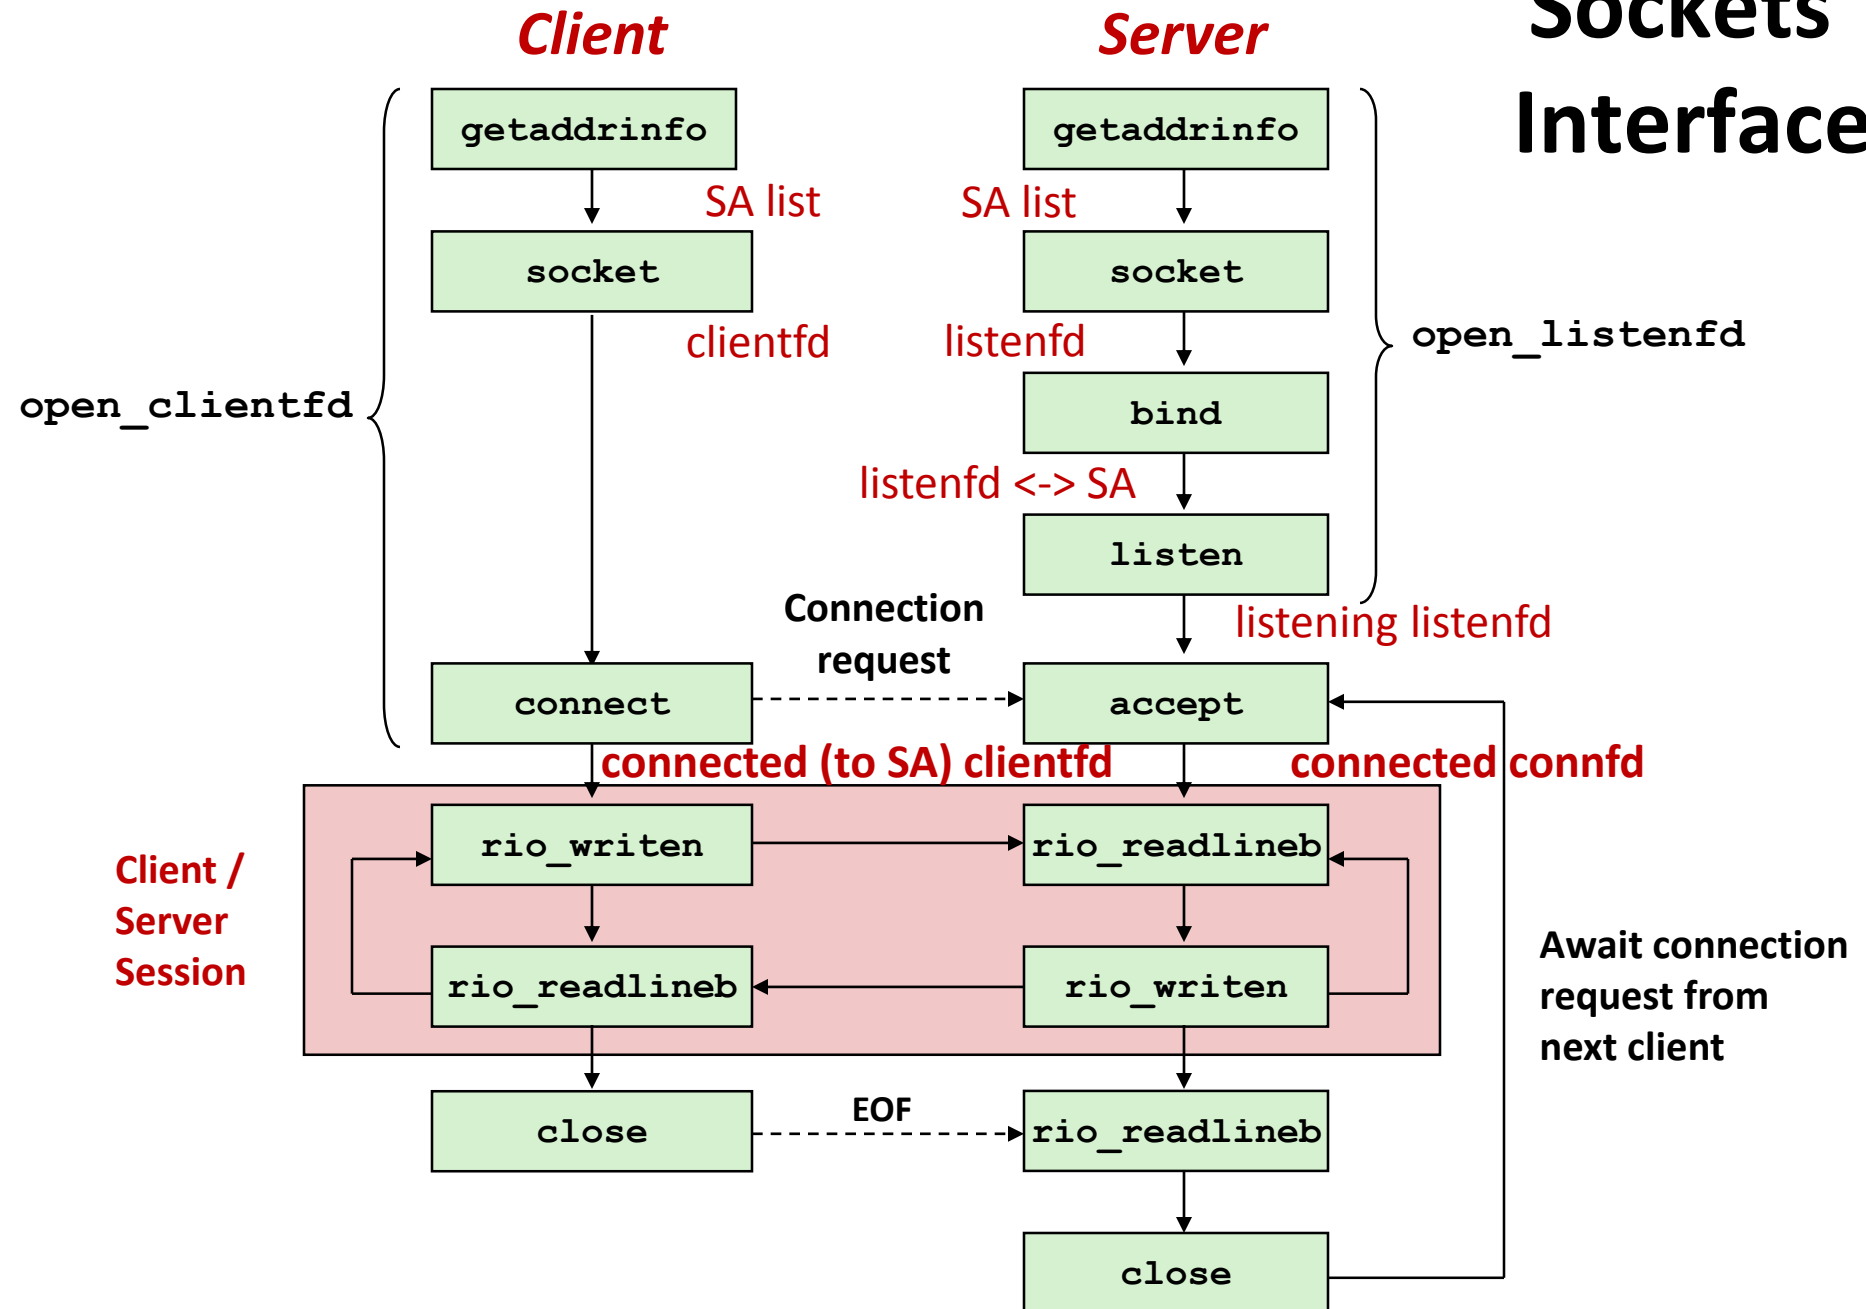 Sockets
Interface
Client
Server
getaddrinfo
getaddrinfo
SA list
SA list
socket
socket
clientfd
listenfd
open_clientfd
open_listenfd
bind
listenfd <-> SA
listen
Connection
request
listening listenfd
connect
accept
connected (to SA) clientfd
connected connfd
Client /
Server
Session
rio_writen
rio_readlineb
rio_readlineb
rio_writen
Await connection
request from
next client
close
EOF
rio_readlineb
close